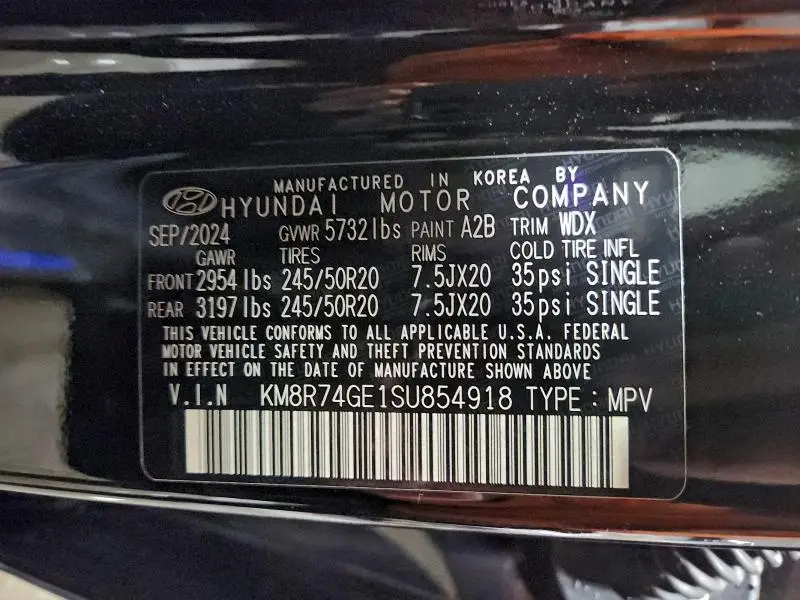 MANUFACTURED IN KOREA BY
HYUNDAI MOTOR COMPANY
SEP/2024 GVWR 5732 lbs PAINT A2B TRIM WDX
GAWR TIRES RIMS COLD TIRE INFL
FRONT 2954 lbs 245/50R20 7.5JX20 35psi SINGLE
REAR 3197 lbs 245/50R20 7.5JX20 35psi SINGLE
THIS VEHICLE CONFORMS TO ALL APPLICABLE U.S.A. FEDERAL
MOTOR VEHICLE SAFETY AND THEFT PREVENTION STANDARDS
IN EFFECT ON THE DATE OF MANUFACTURE SHOWN ABOVE
V.I.N KM8R74GE1SU854918 TYPE : MPV